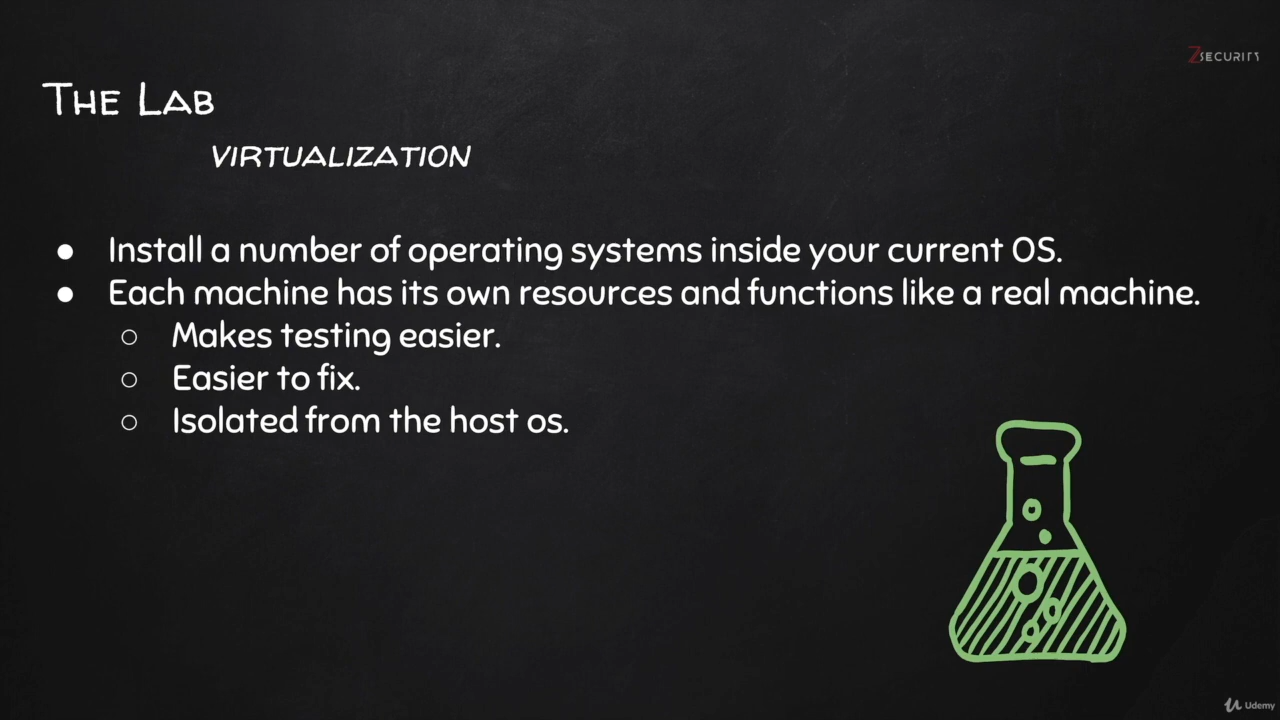 ZSECURITY
THE LAB
VIRTUALIZATION
● Install a number of operating systems inside your current OS.
● Each machine has its own resources and functions like a real machine.
○ Makes testing easier.
○ Easier to fix.
○ Isolated from the host os.
Udemy